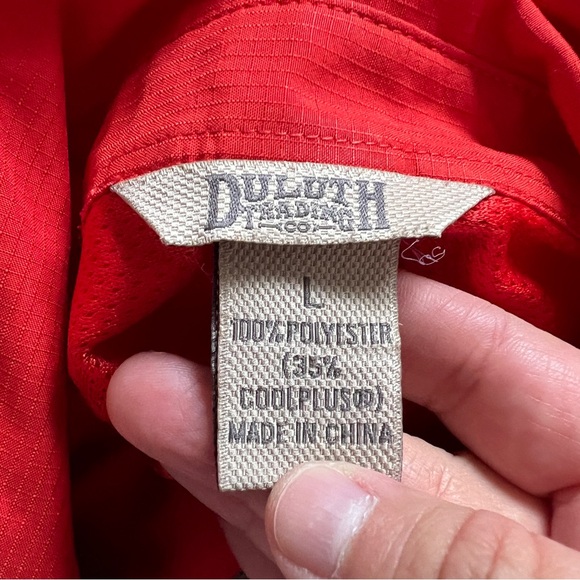 DULUTH
TRADING
CO
L
100% POLYESTER
(35%
COOLPLUS®)
MADE IN CHINA